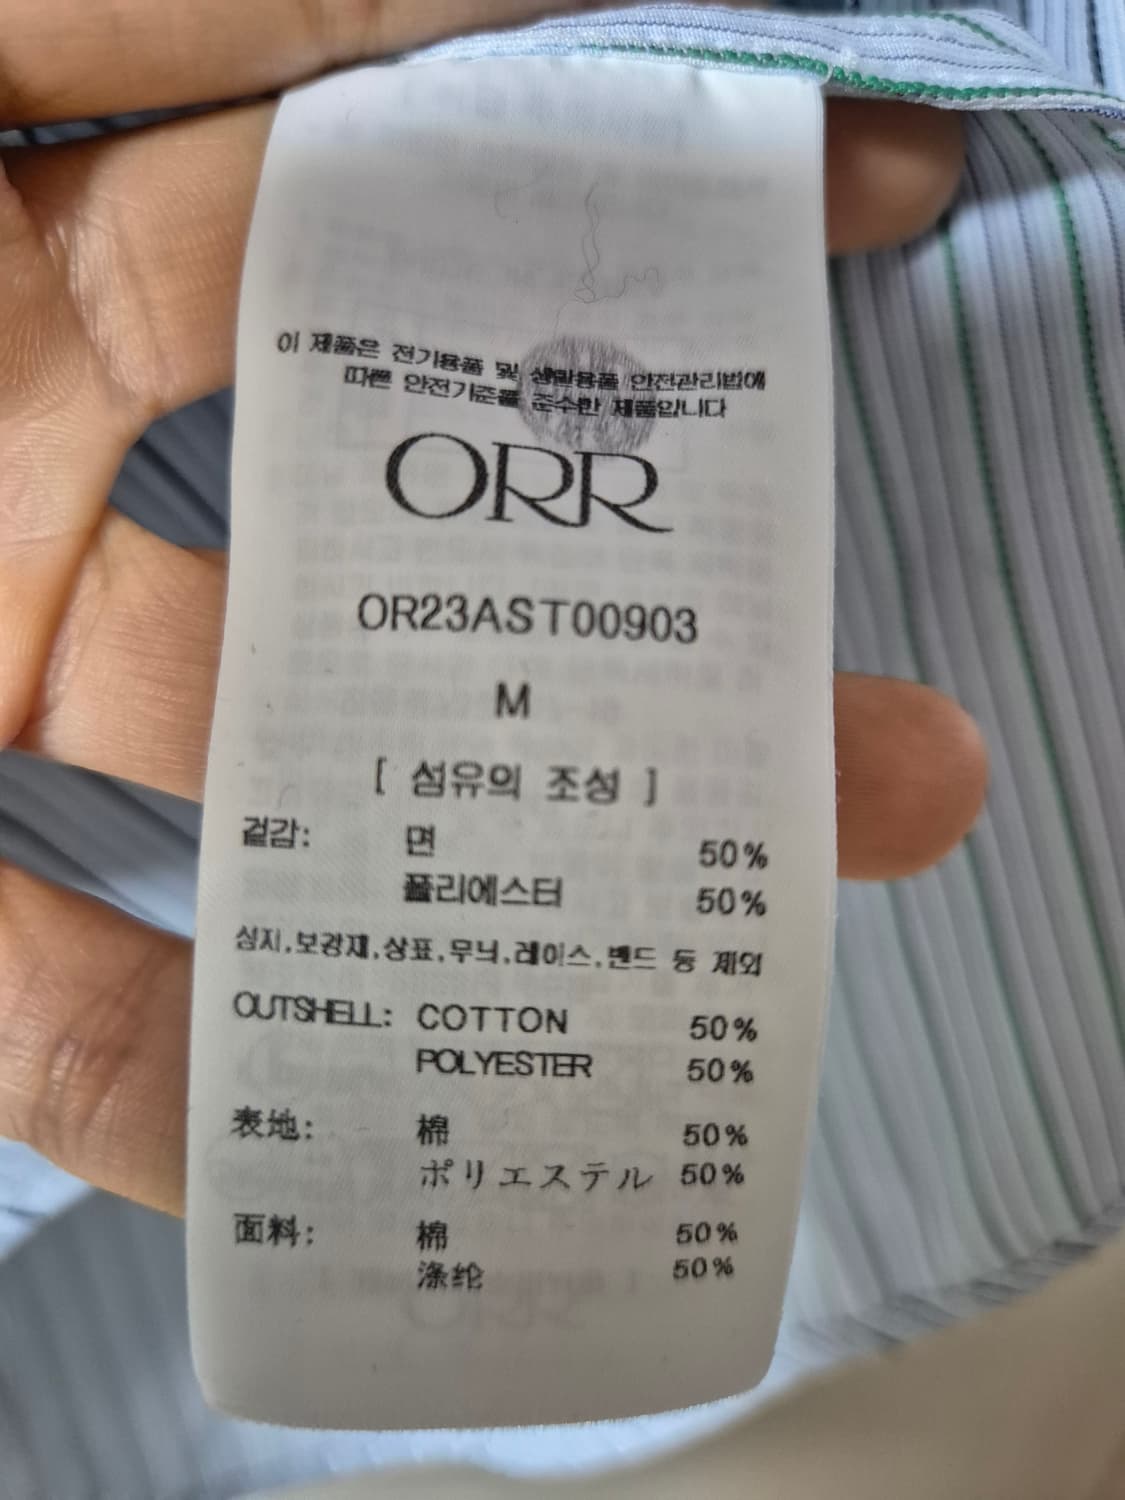 이 제품은 전기용품 및 생활용품 안전관리법에
따른 안전기준을 준수한 제품입니다
ORR
OR23AST00903
M
[ 섬유의 조성 ]
겉감: 면 50%
폴리에스터 50%
심지,보강재,상표,무늬,레이스,밴드 등 제외
OUTSHELL: COTTON 50%
POLYESTER 50%
表地: 棉 50%
ポリエステル 50%
面料: 棉 50%
涤纶 50%